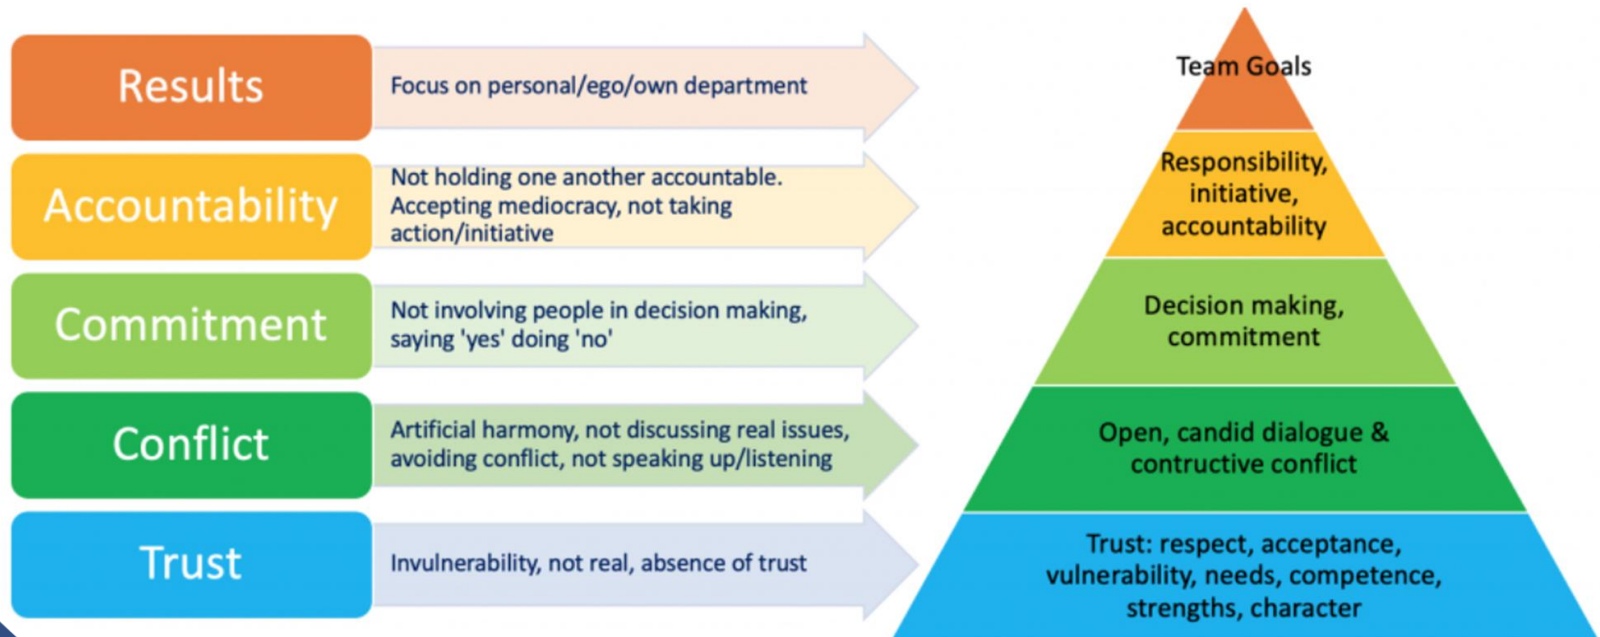 Results
Focus on personal/ego/own department
Accountability
Not holding one another accountable.
Accepting mediocracy, not taking
action/initiative
Commitment
Not involving people in decision making,
saying 'yes' doing 'no'
Conflict
Artificial harmony, not discussing real issues,
avoiding conflict, not speaking up/listening
Trust
Invulnerability, not real, absence of trust
Team Goals
Responsibility,
initiative,
accountability
Decision making,
commitment
Open, candid dialogue &
contructive conflict
Trust: respect, acceptance,
vulnerability, needs, competence,
strengths, character